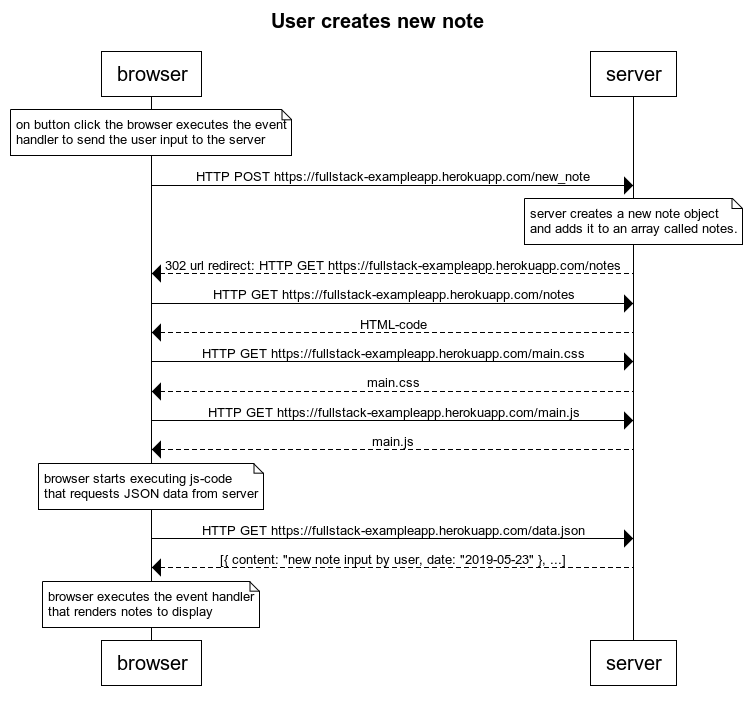 User creates new note
browser
server
on button click the browser executes the event
handler to send the user input to the server
HTTP POST https://fullstack-exampleapp.herokuapp.com/new_note
server creates a new note object
and adds it to an array called notes.
302 url redirect: HTTP GET https://fullstack-exampleapp.herokuapp.com/notes
HTTP GET https://fullstack-exampleapp.herokuapp.com/notes
HTML-code
HTTP GET https://fullstack-exampleapp.herokuapp.com/main.css
main.css
HTTP GET https://fullstack-exampleapp.herokuapp.com/main.js
main.js
browser starts executing js-code
that requests JSON data from server
HTTP GET https://fullstack-exampleapp.herokuapp.com/data.json
[{ content: "new note input by user, date: "2019-05-23" }, ...]
browser executes the event handler
that renders notes to display
browser
server